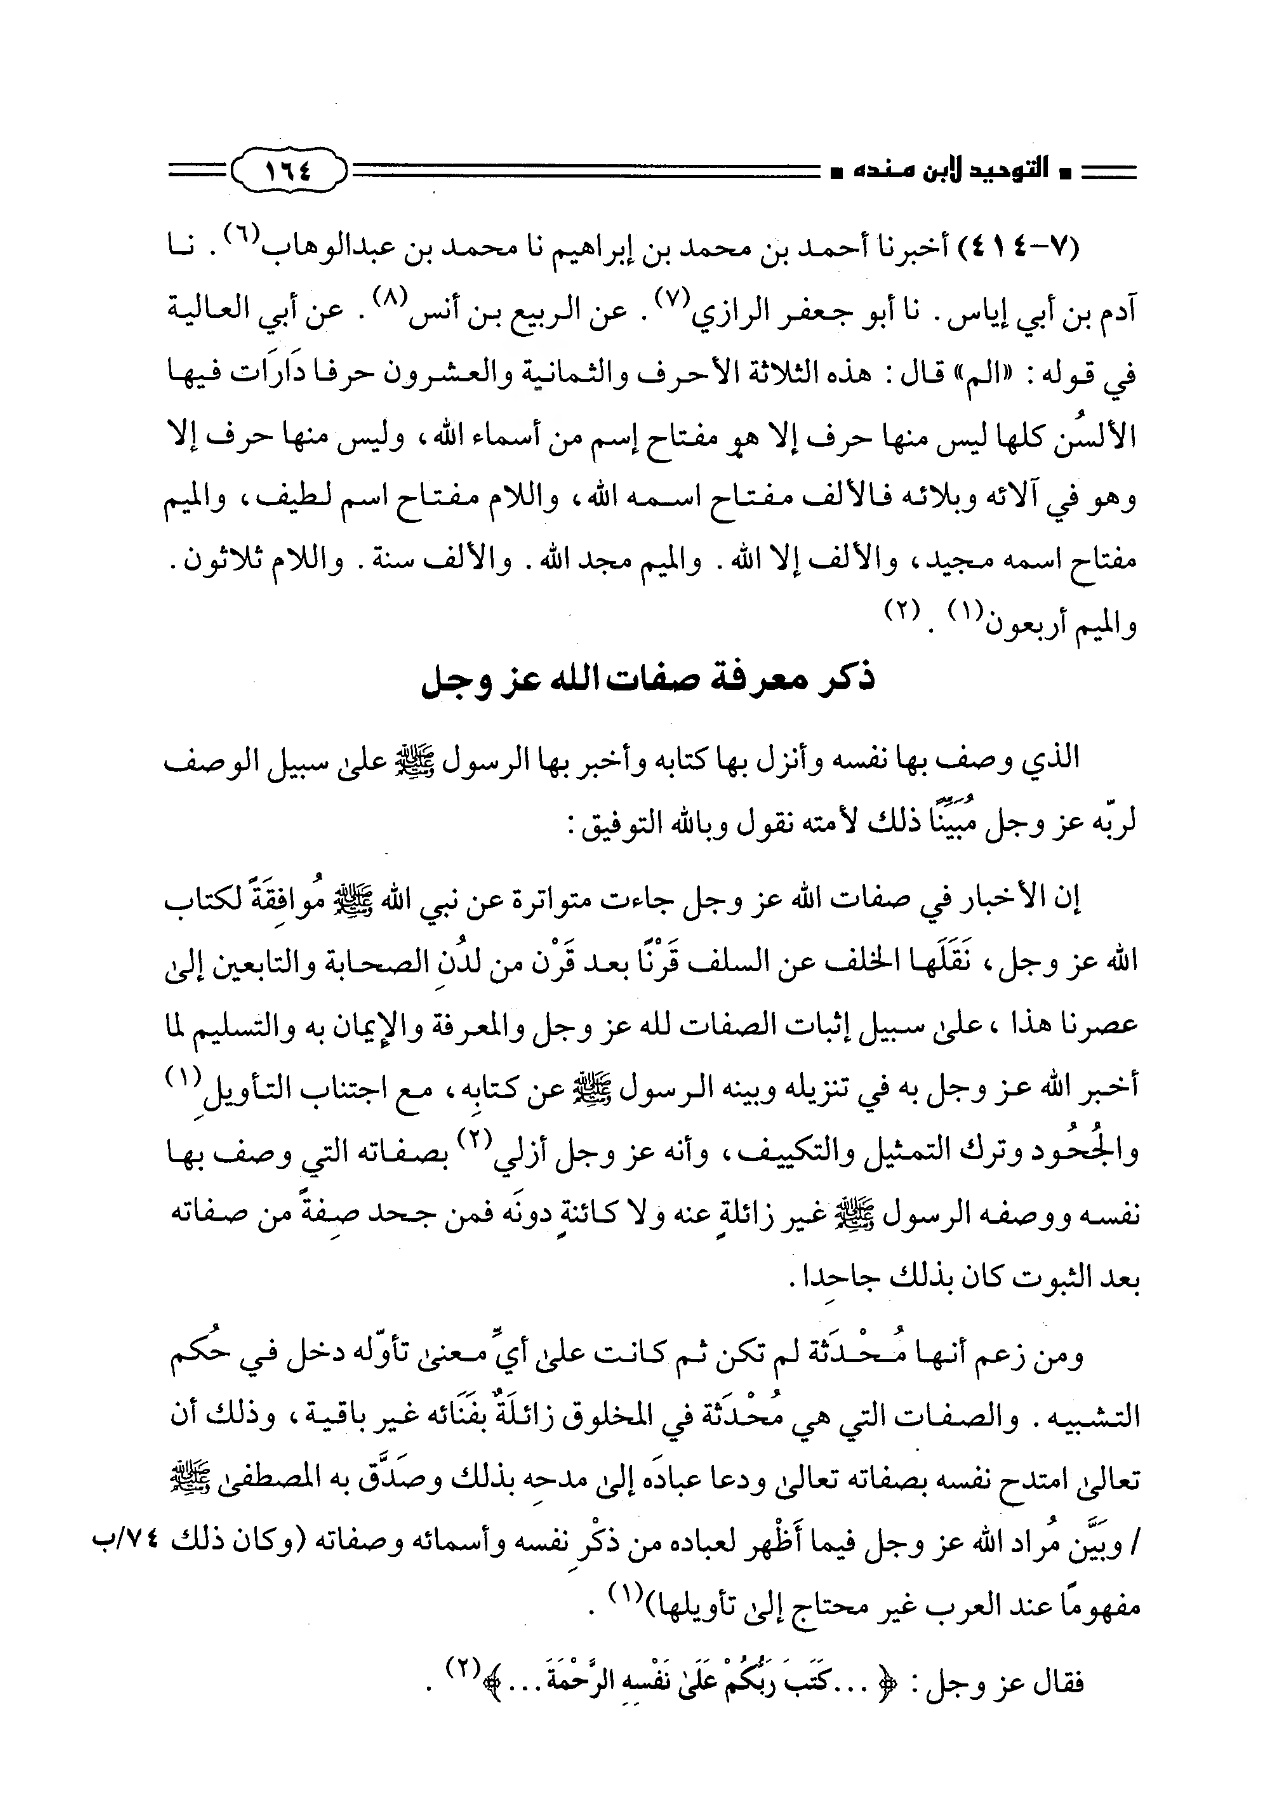 التوحيد لابن منده ١٦٤
(٧-٤١٤) أخبرنا أحمد بن محمد بن إبراهيم نا محمد بن عبدالوهاب(٦). نا
آدم بن أبي إياس. نا أبو جعفر الرازي(٧). عن الربيع بن أنس(٨). عن أبي العالية
في قوله: «الم» قال: هذه الثلاثة الأحرف والثمانية والعشرون حرفا دَارَات فيها
الألسُن كلها ليس منها حرف إلا هو مفتاح إسم من أسماء الله، وليس منها حرف إلا
وهو في آلائه وبلائه فالألف مفتاح اسمه الله، واللام مفتاح اسم لطيف، والميم
مفتاح اسمه مجيد، والألف إلا الله. والميم مجد الله. والألف سنة. واللام ثلاثون.
والميم أربعون(١) .(٢)
ذكر معرفة صفات الله عز وجل
الذي وصف بها نفسه وأنزل بها كتابه وأخبر بها الرسول ﷺ على سبيل الوصف
لربّه عز وجل مُبَيِّنًا ذلك لأمته نقول وبالله التوفيق:
إن الأخبار في صفات الله عز وجل جاءت متواترة عن نبي الله ﷺ مُوافِقَةً لكتاب
الله عز وجل، نَقَلَها الخلف عن السلف قَرْنًا بعد قَرْن من لدُنِ الصحابة والتابعين إلى
عصرنا هذا، على سبيل إثبات الصفات لله عز وجل والمعرفة والإيمان به والتسليم لما
أخبر الله عز وجل به في تنزيله وبينه الرسول ﷺ عن كتابِه، مع اجتناب التأويلِ(١)
والجُحُود وترك التمثيل والتكييف، وأنه عز وجل أزلي(٢) بصفاته التي وصف بها
نفسه ووصفه الرسول ﷺ غير زائلةٍ عنه ولا كائنةٍ دونَه فمن جحد صِفةً من صفاته
بعد الثبوت كان بذلك جاحِدا.
ومن زعم أنها مُحْدَثة لم تكن ثم كانت على أيِّ معنى تأوّله دخل في حُكم
التشبيه. والصفات التي هي مُحْدَثة في المخلوق زائلَةٌ بفَنَائه غير باقية، وذلك أن
تعالى امتدح نفسه بصفاته تعالى ودعا عبادَه إلى مدحِه بذلك وصَدَّق به المصطفى ﷺ
/ وبَيَّن مُراد الله عز وجل فيما أَظْهر لعباده من ذكْرِ نفسه وأسمائه وصفاته (وكان ذلك ٧٤/ب
مفهومًا عند العرب غير محتاج إلى تأويلها)(١) .
فقال عز وجل: ﴿ ...كَتَبَ رَبُّكُمْ عَلَىٰ نَفْسِهِ الرَّحْمَةَ...﴾(٢) .